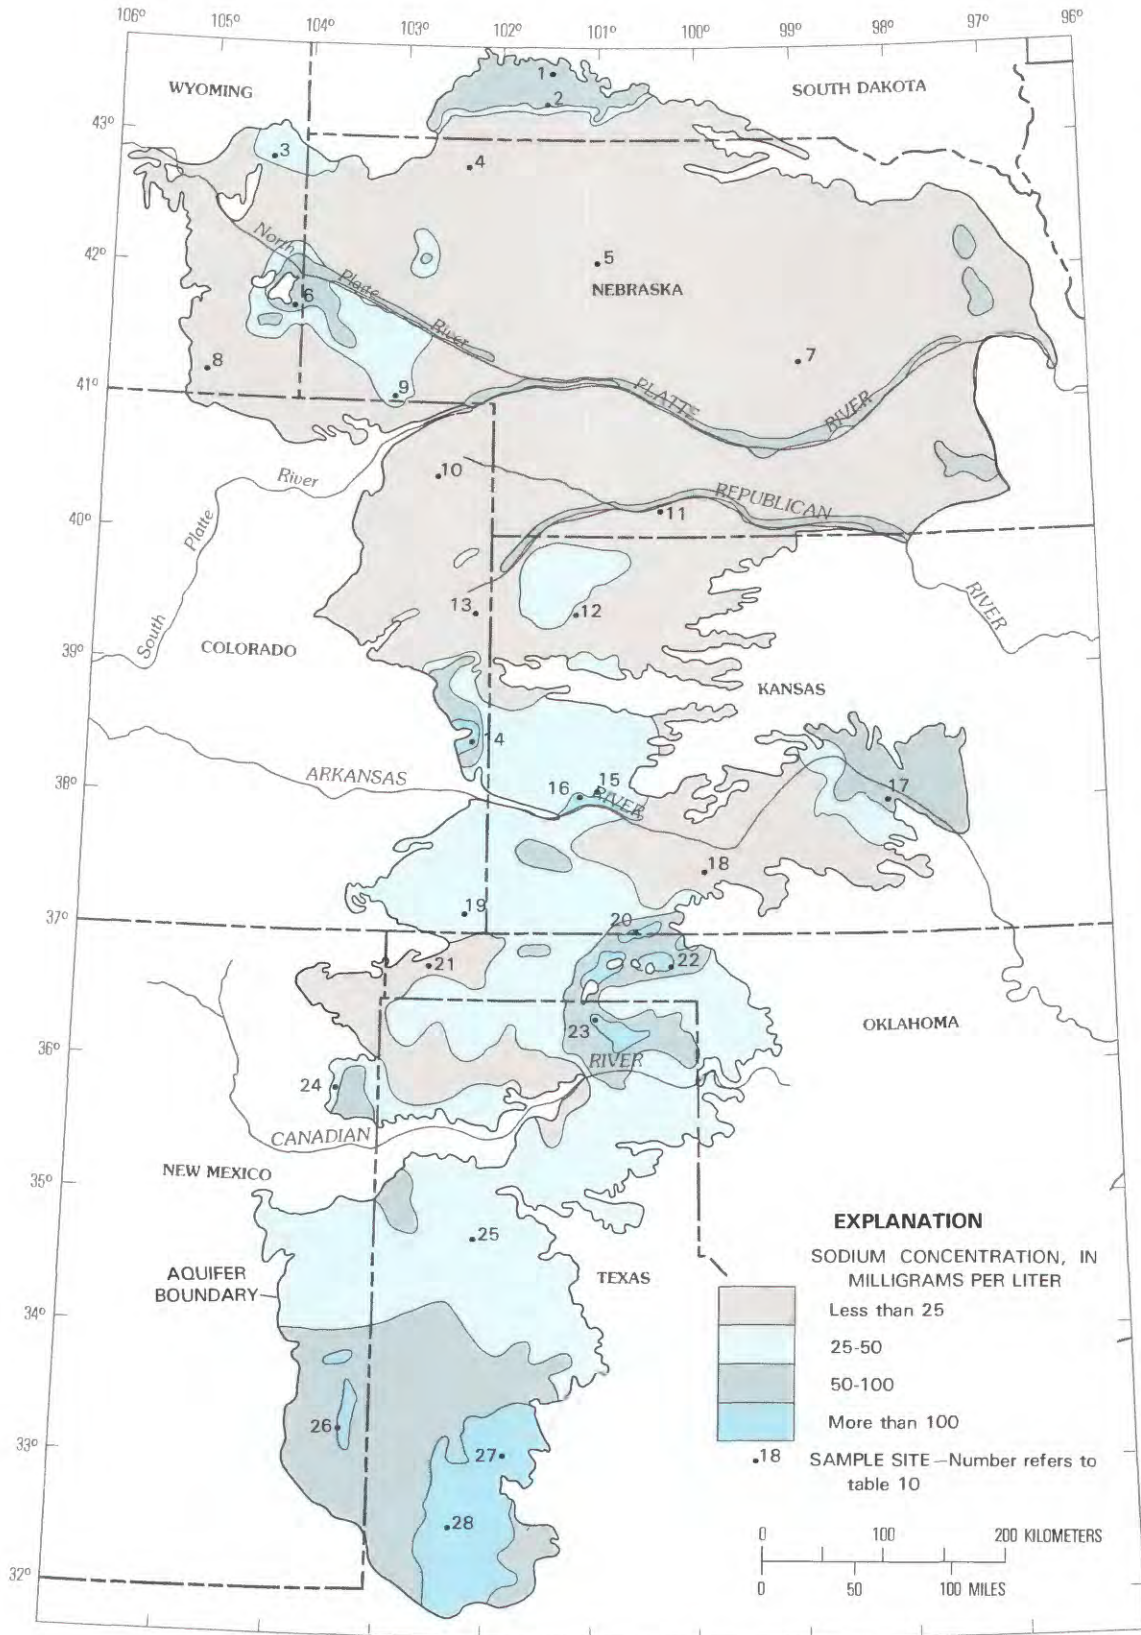 106°
105°
104°
103°
102°
101°
100°
99°
98°
97°
96°
WYOMING
1
2
SOUTH DAKOTA
43°
3
4
42°
North
Platte
River
5
NEBRASKA
6
7
8
9
41°
PLATTE
RIVER
10
River
REPUBLICAN
11
40°
Platte
South
13
12
RIVER
39°
COLORADO
KANSAS
14
ARKANSAS
38°
16
15
RIVER
17
18
37°
19
20
21
22
23
OKLAHOMA
36°
RIVER
24
CANADIAN
NEW MEXICO
35°
25
TEXAS
AQUIFER
BOUNDARY
34°
26
27
33°
28
32°
EXPLANATION
SODIUM CONCENTRATION, IN
MILLIGRAMS PER LITER
Less than 25
25-50
50-100
More than 100
18 SAMPLE SITE—Number refers to
table 10
0 100 200 KILOMETERS
0 50 100 MILES